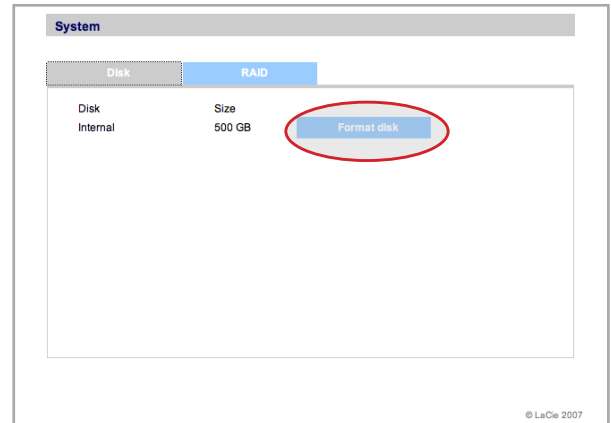 System
Disk RAID
Disk Size
Internal 500 GB Format disk
© LaCie 2007